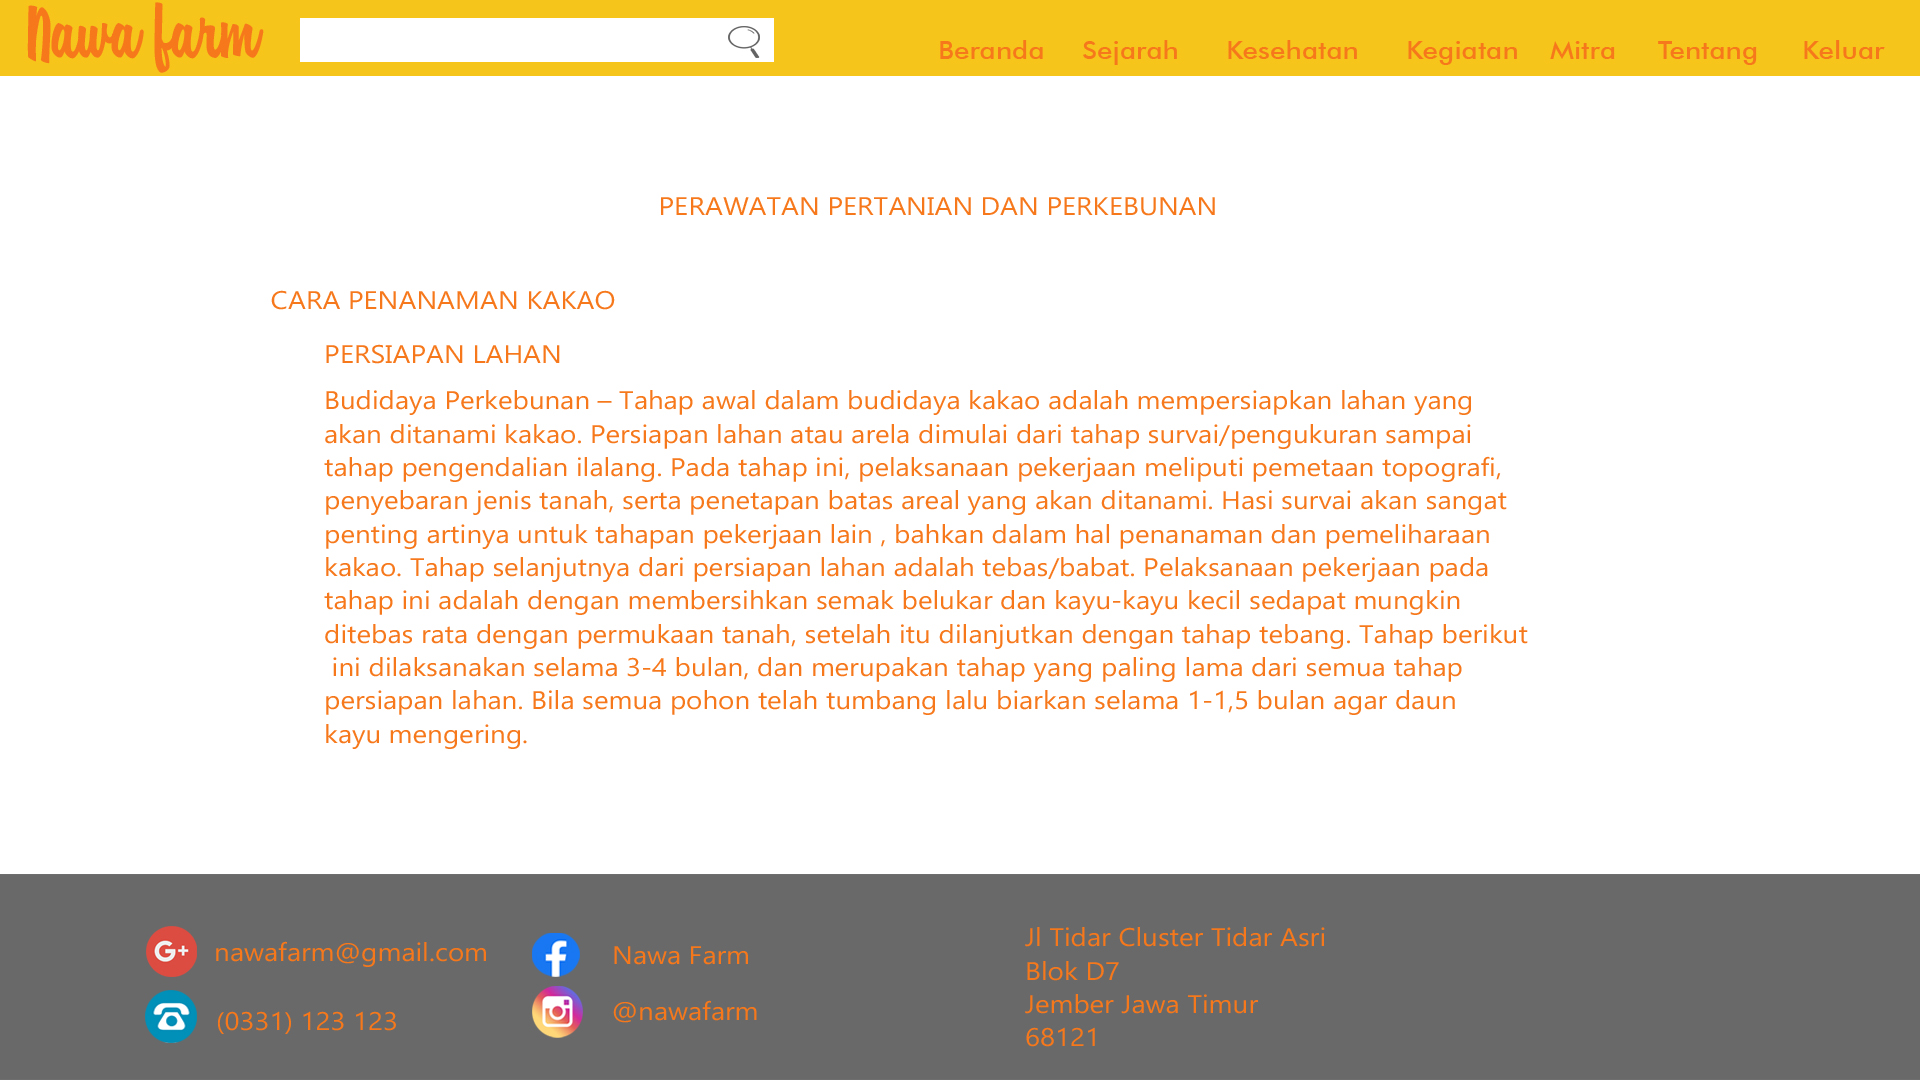 Nawa farm
Beranda Sejarah Kesehatan Kegiatan Mitra Tentang Keluar
PERAWATAN PERTANIAN DAN PERKEBUNAN
CARA PENANAMAN KAKAO
PERSIAPAN LAHAN
Budidaya Perkebunan – Tahap awal dalam budidaya kakao adalah mempersiapkan lahan yang
akan ditanami kakao. Persiapan lahan atau arela dimulai dari tahap survai/pengukuran sampai
tahap pengendalian ilalang. Pada tahap ini, pelaksanaan pekerjaan meliputi pemetaan topografi,
penyebaran jenis tanah, serta penetapan batas areal yang akan ditanami. Hasi survai akan sangat
penting artinya untuk tahapan pekerjaan lain , bahkan dalam hal penanaman dan pemeliharaan
kakao. Tahap selanjutnya dari persiapan lahan adalah tebas/babat. Pelaksanaan pekerjaan pada
tahap ini adalah dengan membersihkan semak belukar dan kayu-kayu kecil sedapat mungkin
ditebas rata dengan permukaan tanah, setelah itu dilanjutkan dengan tahap tebang. Tahap berikut
ini dilaksanakan selama 3-4 bulan, dan merupakan tahap yang paling lama dari semua tahap
persiapan lahan. Bila semua pohon telah tumbang lalu biarkan selama 1-1,5 bulan agar daun
kayu mengering.
G+ nawafarm@gmail.com
(0331) 123 123
Nawa Farm
@nawafarm
Jl Tidar Cluster Tidar Asri
Blok D7
Jember Jawa Timur
68121